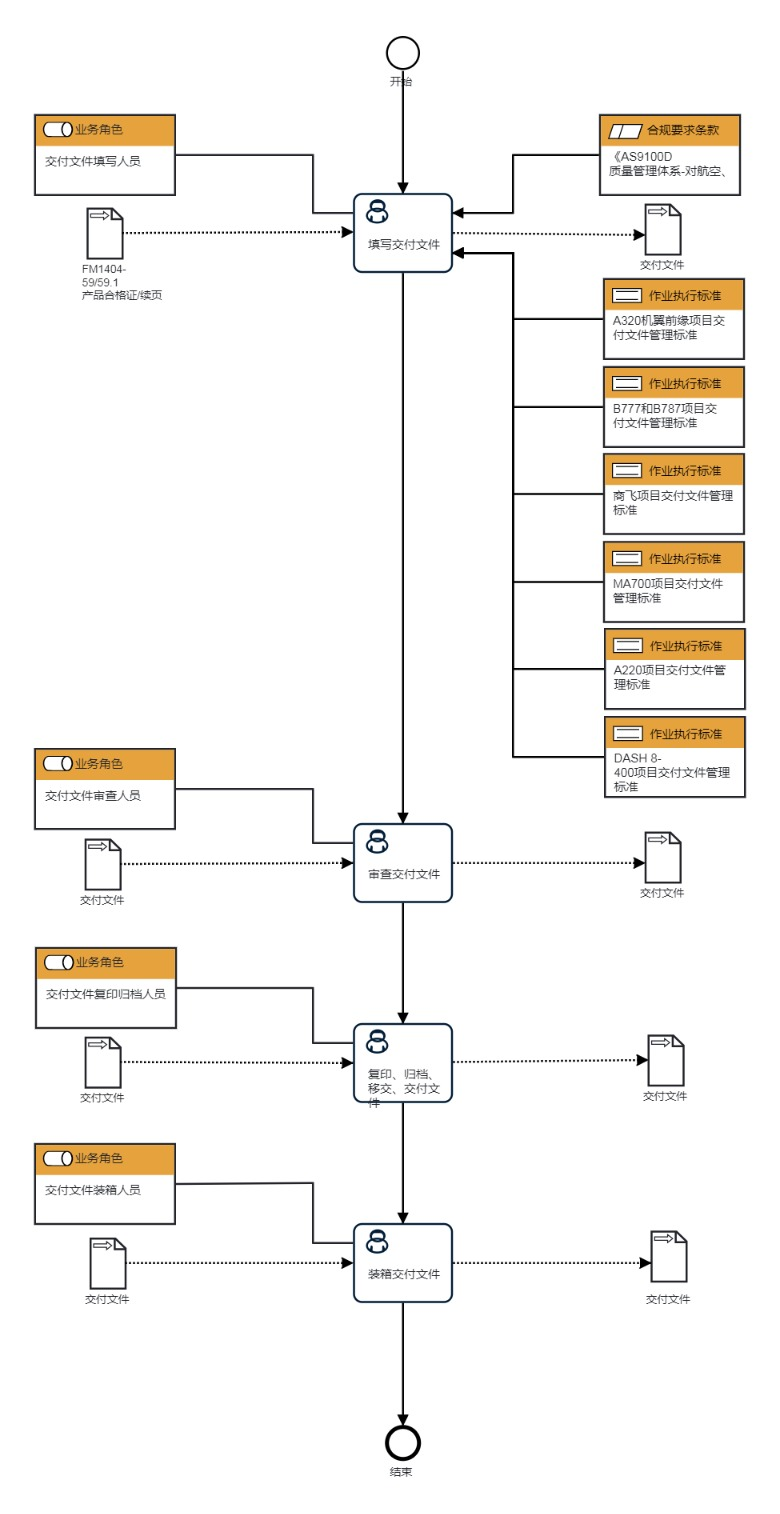 开始
业务角色
交付文件填写人员
合规要求条款
《AS9100D
质量管理体系-对航空、
填写交付文件
FM1404-
59/59.1
产品合格证/续页
交付文件
作业执行标准
A320机翼前缘项目交
付文件管理标准
作业执行标准
B777和B787项目交
付文件管理标准
作业执行标准
商飞项目交付文件管理
标准
作业执行标准
MA700项目交付文件
管理标准
作业执行标准
A220项目交付文件管
理标准
作业执行标准
DASH 8-
400项目交付文件管理
标准
业务角色
交付文件审查人员
交付文件
审查交付文件
交付文件
业务角色
交付文件复印归档人员
交付文件
复印、归档、
移交、交付文
件
交付文件
业务角色
交付文件装箱人员
交付文件
装箱交付文件
交付文件
结束